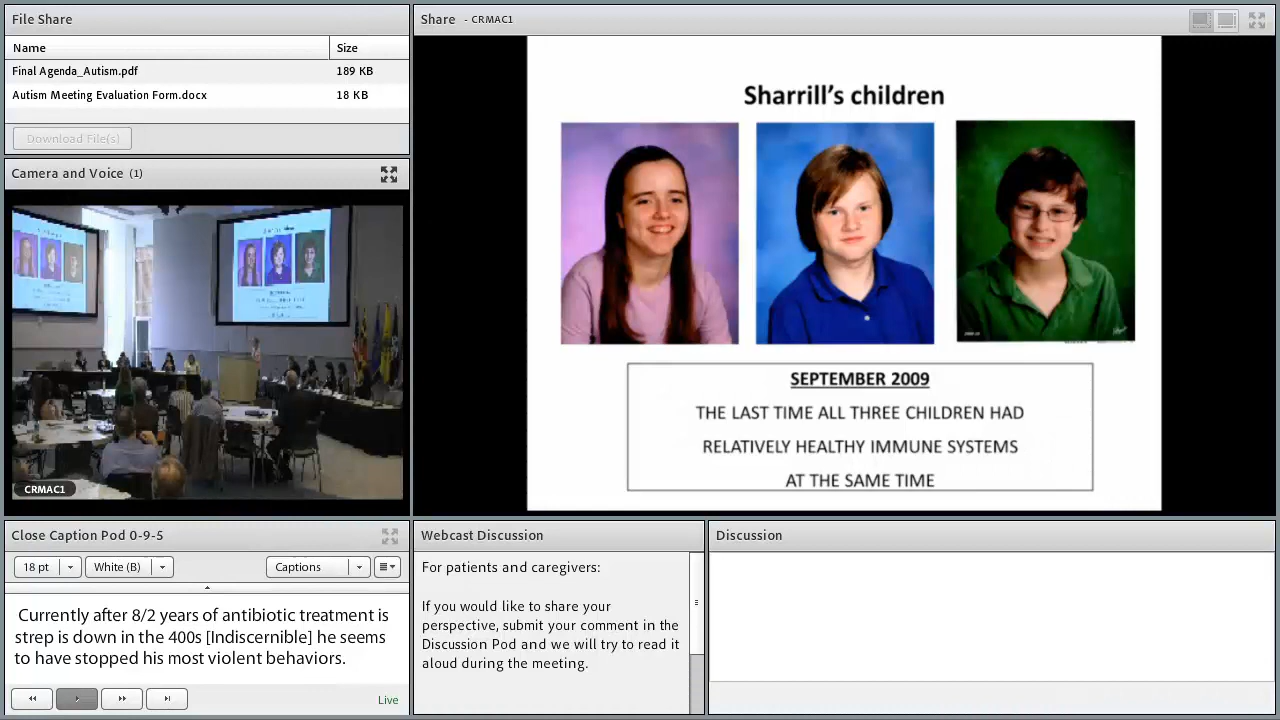 File Share
Name
Size
Final Agenda_Autism.pdf
189 KB
Autism Meeting Evaluation Form.docx
18 KB
Download File(s)
Camera and Voice (1)
CRMAC1
Close Caption Pod 0-9-5
18 pt
White (B)
Captions
Currently after 8/2 years of antibiotic treatment is
strep is down in the 400s [Indiscernible] he seems
to have stopped his most violent behaviors.
Live
Share - CRMAC1
Sharrill's children
SEPTEMBER 2009
THE LAST TIME ALL THREE CHILDREN HAD
RELATIVELY HEALTHY IMMUNE SYSTEMS
AT THE SAME TIME
Webcast Discussion
For patients and caregivers:
If you would like to share your
perspective, submit your comment in the
Discussion Pod and we will try to read it
aloud during the meeting.
Discussion